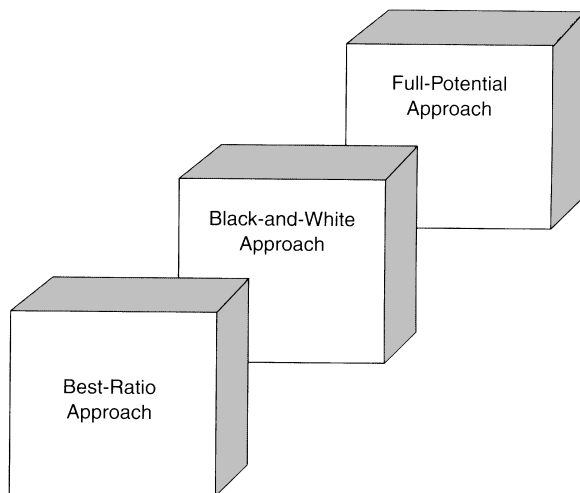 Full-Potential
Approach
Black-and-White
Approach
Best-Ratio
Approach